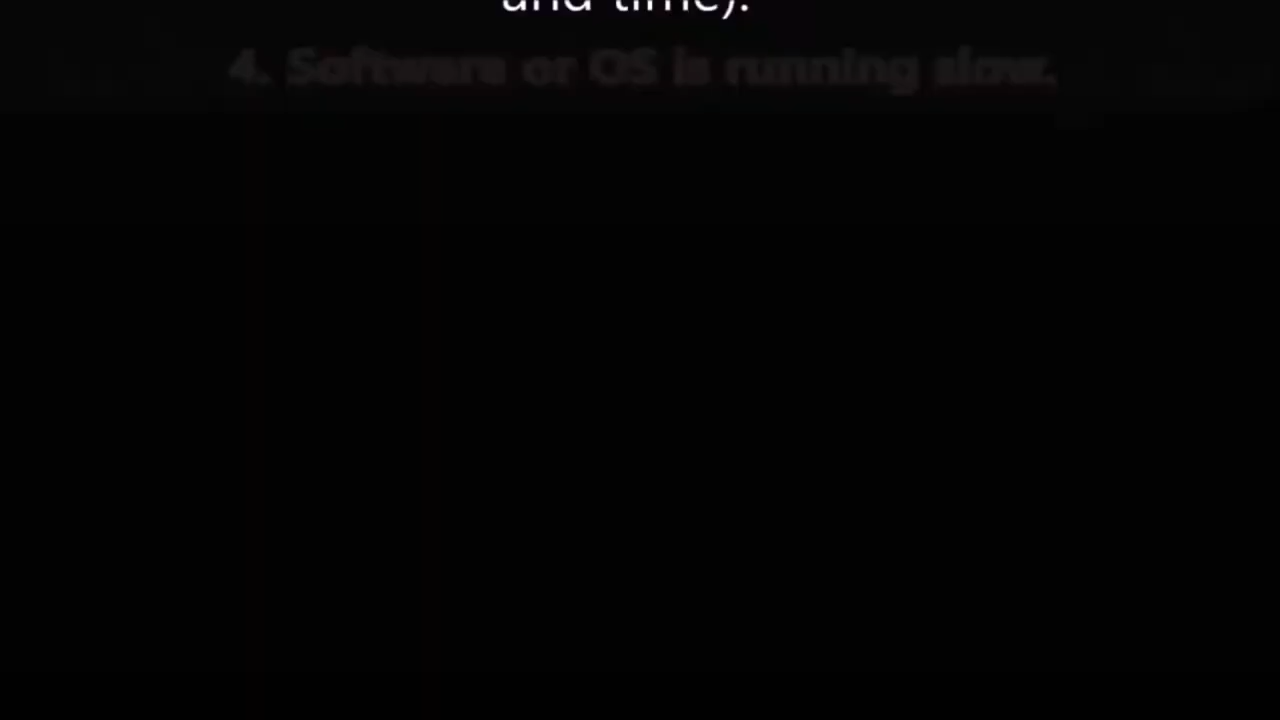 and time).
4. Software or OS is running slow.